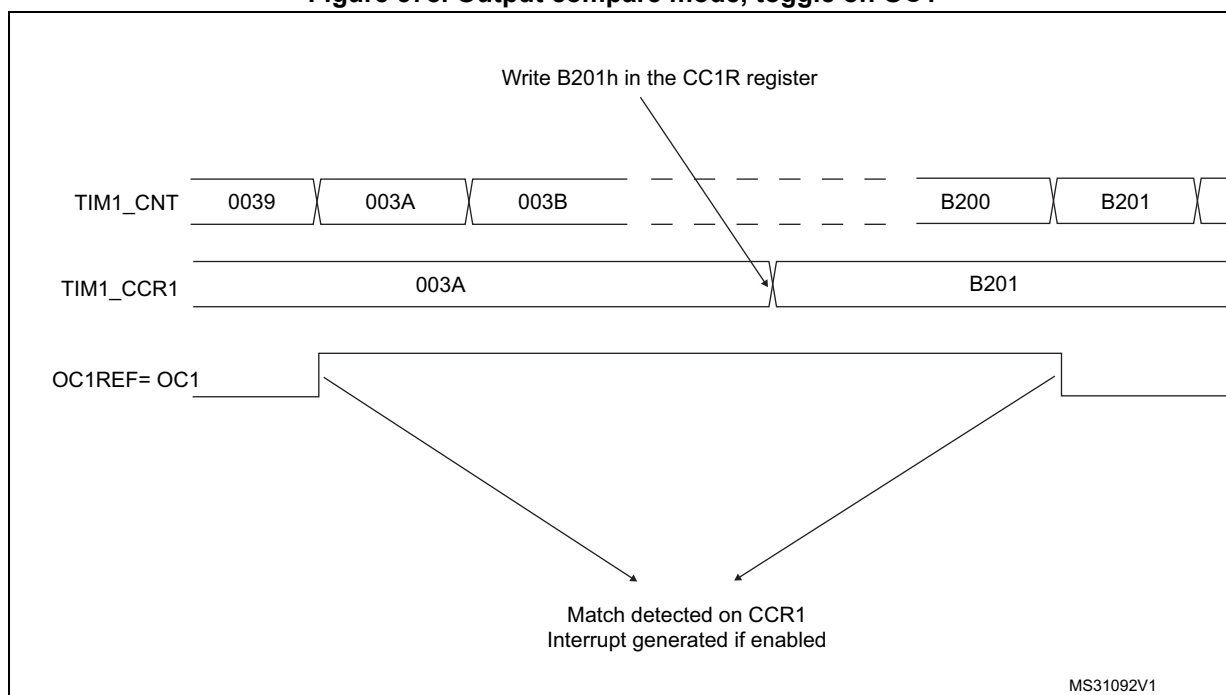 Write B201h in the CC1R register
TIM1_CNT 0039 003A 003B B200 B201
TIM1_CCR1 003A B201
OC1REF= OC1
Match detected on CCR1
Interrupt generated if enabled
MS31092V1